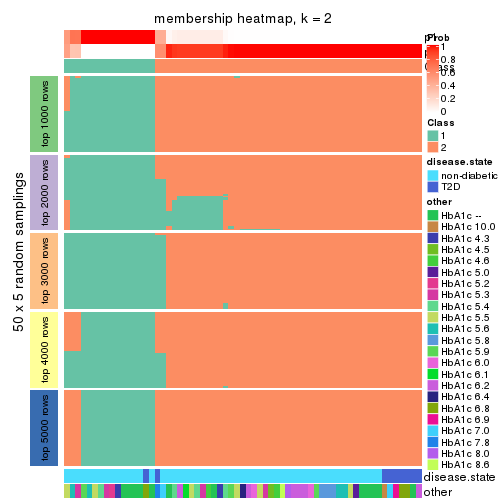 membership heatmap, k = 2
50 x 5 random samplings
top 1000 rows
top 2000 rows
top 3000 rows
top 4000 rows
top 5000 rows
disease.state
other
Prob
1
0.8
0.6
0.4
0.2
0
Class
1
2
disease.state
non-diabetic
T2D
other
HbA1c --
HbA1c 10.0
HbA1c 4.3
HbA1c 4.5
HbA1c 4.6
HbA1c 5.0
HbA1c 5.2
HbA1c 5.3
HbA1c 5.4
HbA1c 5.5
HbA1c 5.6
HbA1c 5.8
HbA1c 5.9
HbA1c 6.0
HbA1c 6.1
HbA1c 6.2
HbA1c 6.4
HbA1c 6.8
HbA1c 6.9
HbA1c 7.0
HbA1c 7.8
HbA1c 8.0
HbA1c 8.6